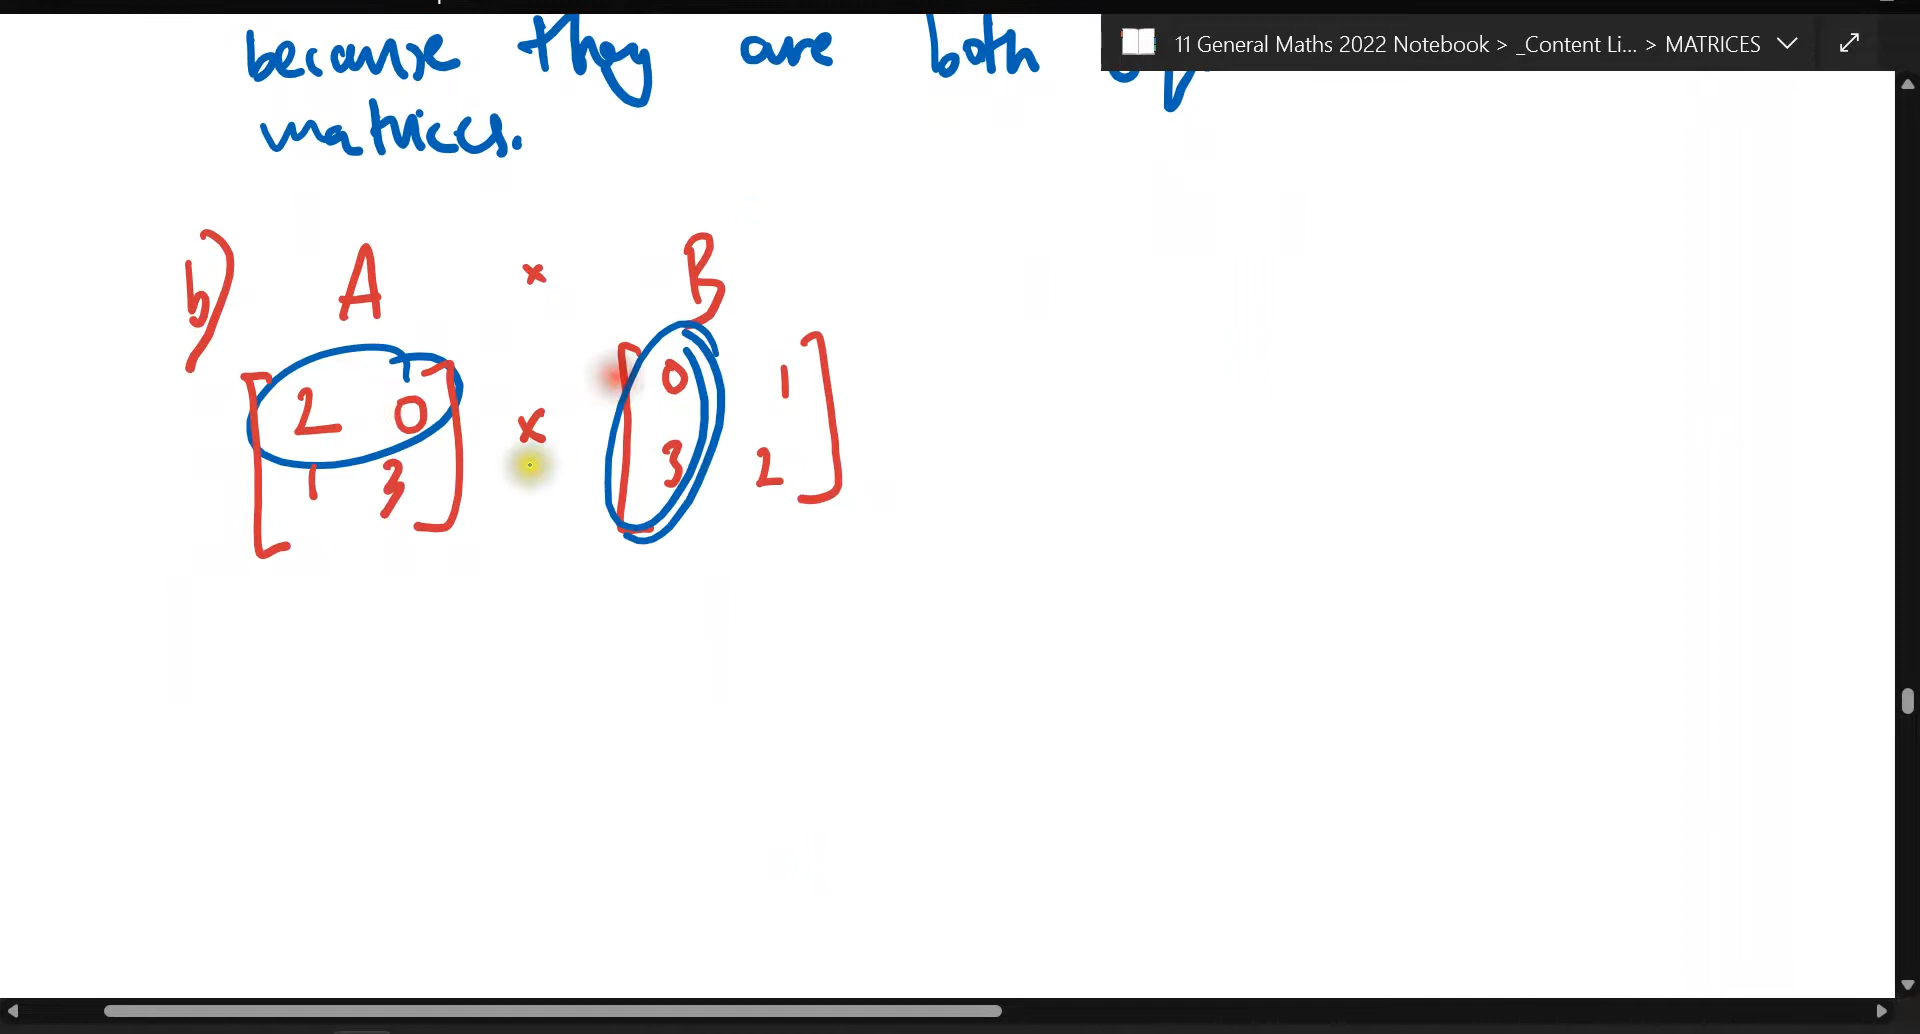 because they are both
matrices.
11 General Maths 2022 Notebook > _Content Li... > MATRICES
b) A × B
[2 0 × [0 1]
1 3] 3 2